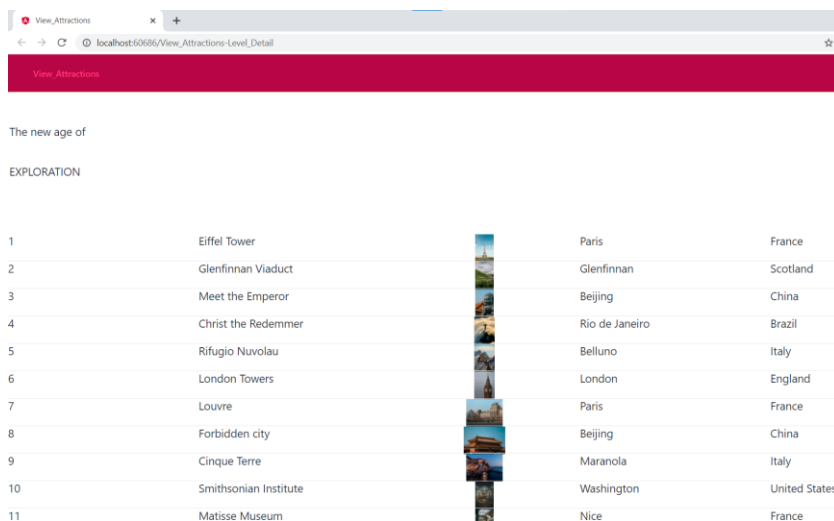 View_Attractions
localhost:60686/View_Attractions-Level_Detail
View_Attractions
The new age of
EXPLORATION
1 Eiffel Tower Paris France
2 Glenfinnan Viaduct Glenfinnan Scotland
3 Meet the Emperor Beijing China
4 Christ the Redemmer Rio de Janeiro Brazil
5 Rifugio Nuvolau Belluno Italy
6 London Towers London England
7 Louvre Paris France
8 Forbidden city Beijing China
9 Cinque Terre Maranola Italy
10 Smithsonian Institute Washington United States
11 Matisse Museum Nice France